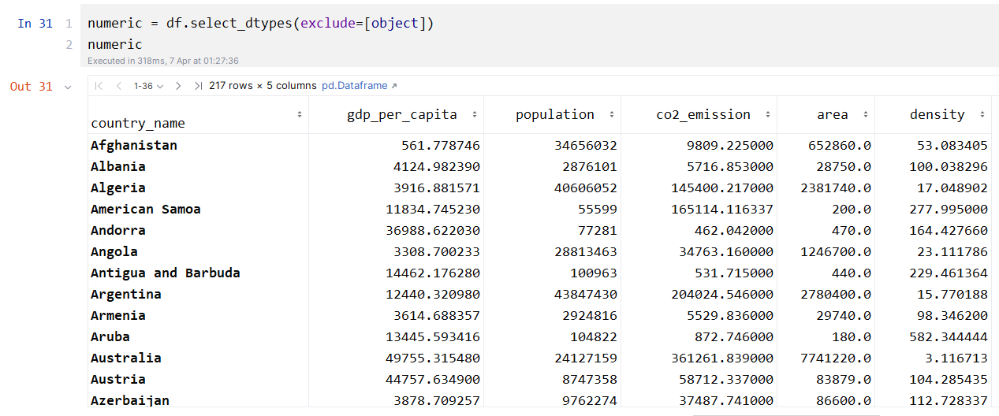 In 31 1 numeric = df.select_dtypes(exclude=[object])
2 numeric
Executed in 318ms, 7 Apr at 01:27:36
Out 31 1-36 217 rows × 5 columns pd.Dataframe
country_name gdp_per_capita population co2_emission area density
Afghanistan 561.778746 34656032 9809.225000 652860.0 53.083405
Albania 4124.982390 2876101 5716.853000 28750.0 100.038296
Algeria 3916.881571 40606052 145400.217000 2381740.0 17.048902
American Samoa 11834.745230 55599 165114.116337 200.0 277.995000
Andorra 36988.622030 77281 462.042000 470.0 164.427660
Angola 3308.700233 28813463 34763.160000 1246700.0 23.111786
Antigua and Barbuda 14462.176280 100963 531.715000 440.0 229.461364
Argentina 12440.320980 43847430 204024.546000 2780400.0 15.770188
Armenia 3614.688357 2924816 5529.836000 29740.0 98.346200
Aruba 13445.593416 104822 872.746000 180.0 582.344444
Australia 49755.315480 24127159 361261.839000 7741220.0 3.116713
Austria 44757.634900 8747358 58712.337000 83879.0 104.285435
Azerbaijan 3878.709257 9762274 37487.741000 86600.0 112.728337